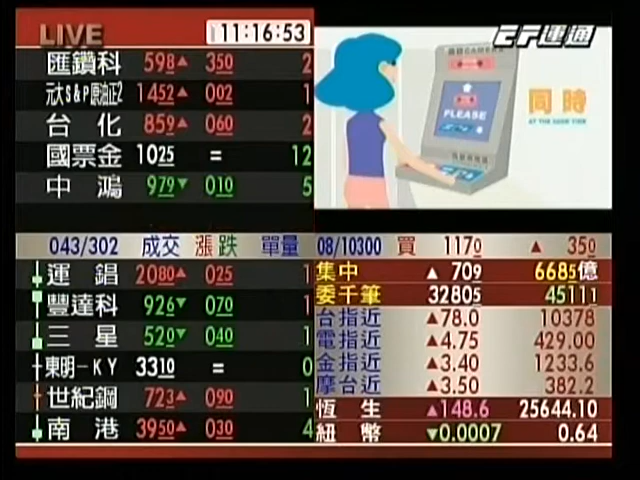 LIVE 11:16:53
匯鑽科 598▲ 350 2
元大S&P原油正2 1452▲ 002 1
台化 859▲ 060 2
國票金 1025 = 12
中鴻 979▼ 010 5
運通
PLEASE
同時
AT THE SAME TIME
043/302 成交 漲跌 單量
運錩 2080▲ 025 1
豐達科 926▼ 070 1
三星 520▼ 040 1
東明－KY 3310 = 0
世紀鋼 723▲ 090 1
南港 3950▲ 030 4
08/10300 買 1170 ▲ 350
集中 ▲ 709 6685億
委千筆 32805 45111
台指近 ▲78.0 10378
電指近 ▲4.75 429.00
金指近 ▲3.40 1233.6
摩台近 ▲3.50 382.2
恆生 ▲148.6 25644.10
紐幣 ▼0.0007 0.64